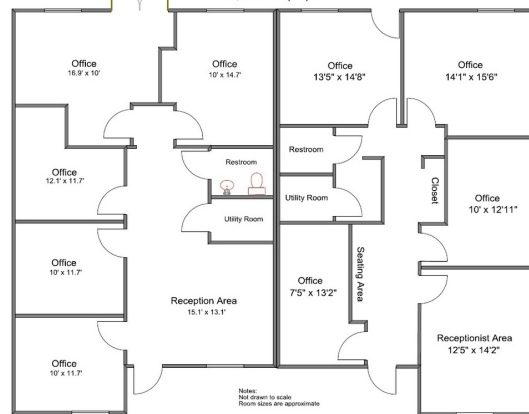 Office
16.9' x 10'
Office
10' x 14.7'
Office
12.1' x 11.7'
Restroom
Utility Room
Office
10' x 11.7'
Reception Area
15.1' x 13.1'
Office
10' x 11.7'
Office
13'5" x 14'8"
Office
14'1" x 15'6"
Restroom
Utility Room
Closet
Office
10' x 12'11"
Office
7'5" x 13'2"
Seating Area
Receptionist Area
12'5" x 14'2"
Notes:
Not drawn to scale
Room sizes are approximate